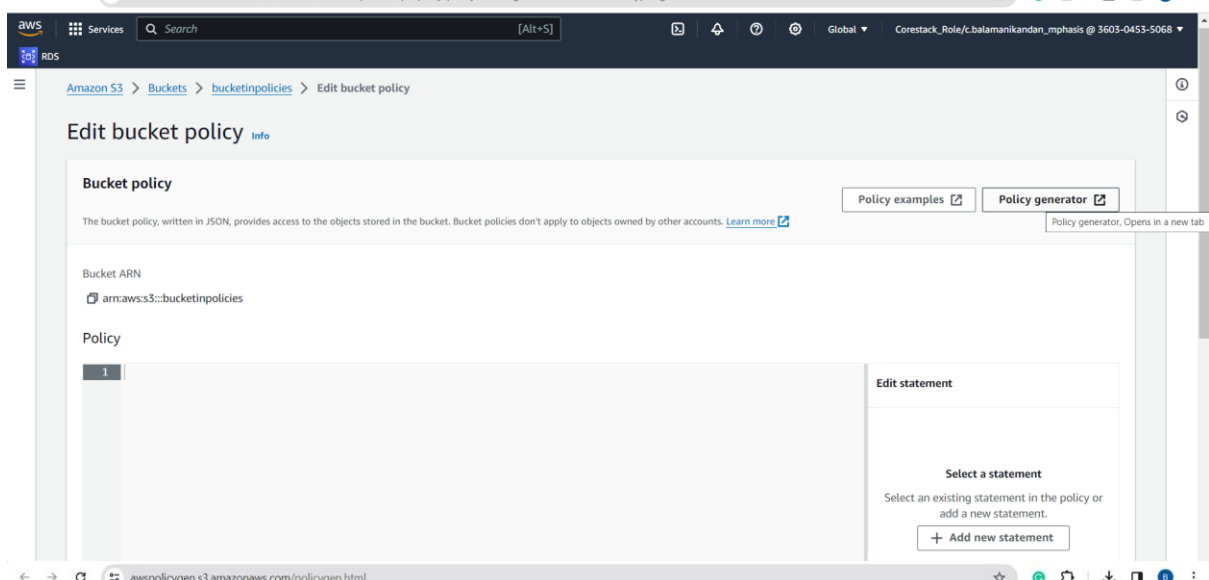 aws Services Search [Alt+S] Global ▼ Corestack_Role/c.balamanikandan_mphasis @ 3603-0453-5068 ▼
RDS
Amazon S3 > Buckets > bucketinpolicies > Edit bucket policy
Edit bucket policy Info
Bucket policy
Policy examples Policy generator
The bucket policy, written in JSON, provides access to the objects stored in the bucket. Bucket policies don't apply to objects owned by other accounts. Learn more
Policy generator, Opens in a new tab
Bucket ARN
arn:aws:s3:::bucketinpolicies
Policy
1
Edit statement
Select a statement
Select an existing statement in the policy or
add a new statement.
+ Add new statement
awspolicygen.s3.amazonaws.com/policygen.html B